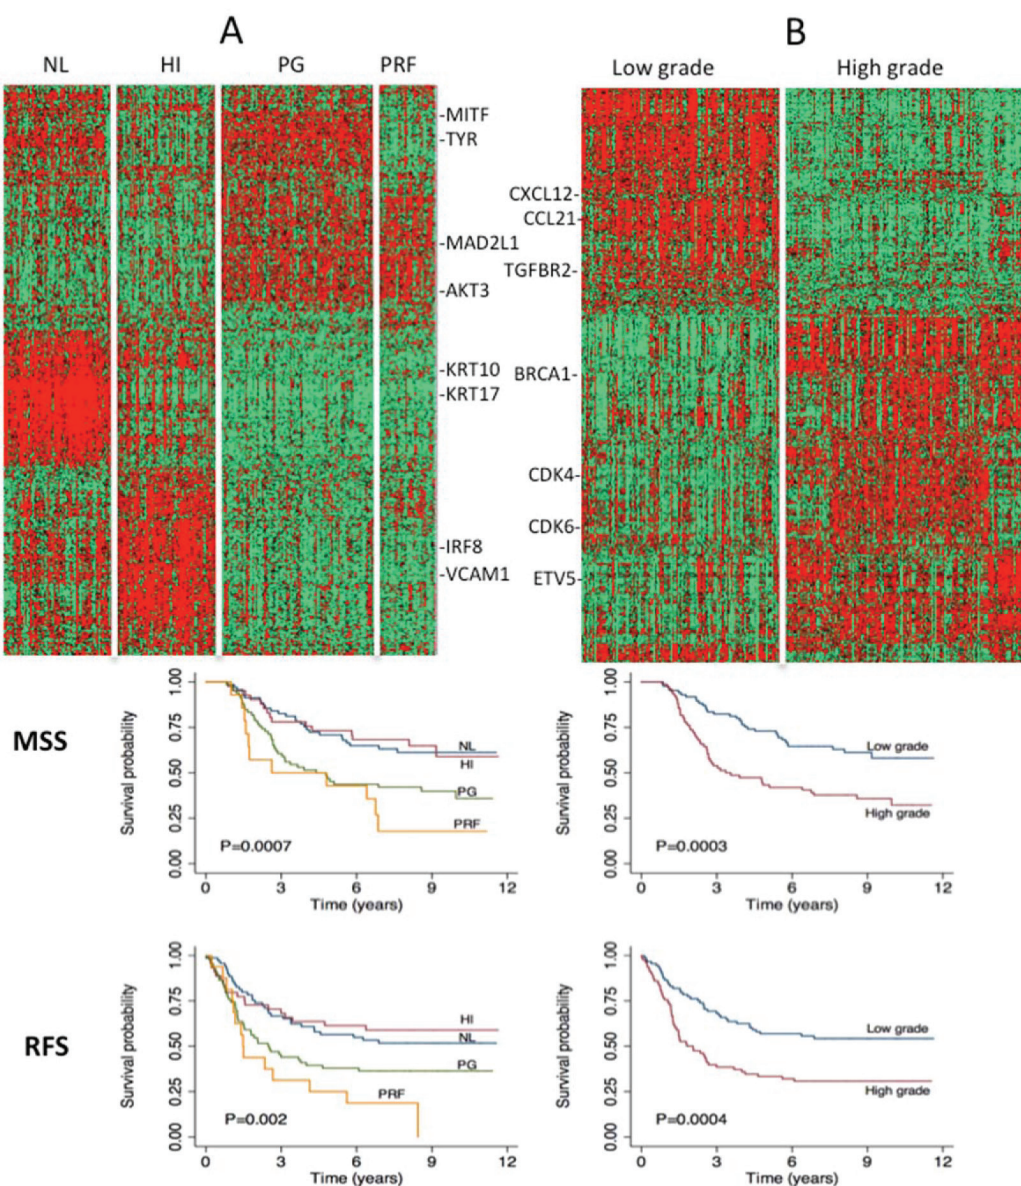 A
NL HI PG PRF
-MITF
-TYR
-MAD2L1
-AKT3
-KRT10
-KRT17
-IRF8
-VCAM1
B
Low grade High grade
CXCL12-
CCL21-
TGFBR2-
BRCA1-
CDK4-
CDK6-
ETV5-
MSS
Survival probability
1.00
0.75
0.50
0.25
0.00
NL
HI
PG
PRF
P=0.0007
0 3 6 9 12
Time (years)
Survival probability
1.00
0.75
0.50
0.25
0.00
Low grade
High grade
P=0.0003
0 3 6 9 12
Time (years)
RFS
Survival probability
1.00
0.75
0.50
0.25
0.00
HI
NL
PG
PRF
P=0.002
0 3 6 9 12
Time (years)
Survival probability
1.00
0.75
0.50
0.25
0.00
Low grade
High grade
P=0.0004
0 3 6 9 12
Time (years)